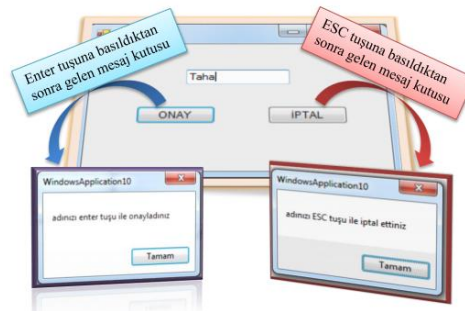 Enter tuşuna basıldıktan
sonra gelen mesaj kutusu
ESC tuşuna basıldıktan
sonra gelen mesaj kutusu
Taha
ONAY
İPTAL
WindowsApplication10
adınızı enter tuşu ile onayladınız
Tamam
WindowsApplication10
adınızı ESC tuşu ile iptal ettiniz
Tamam